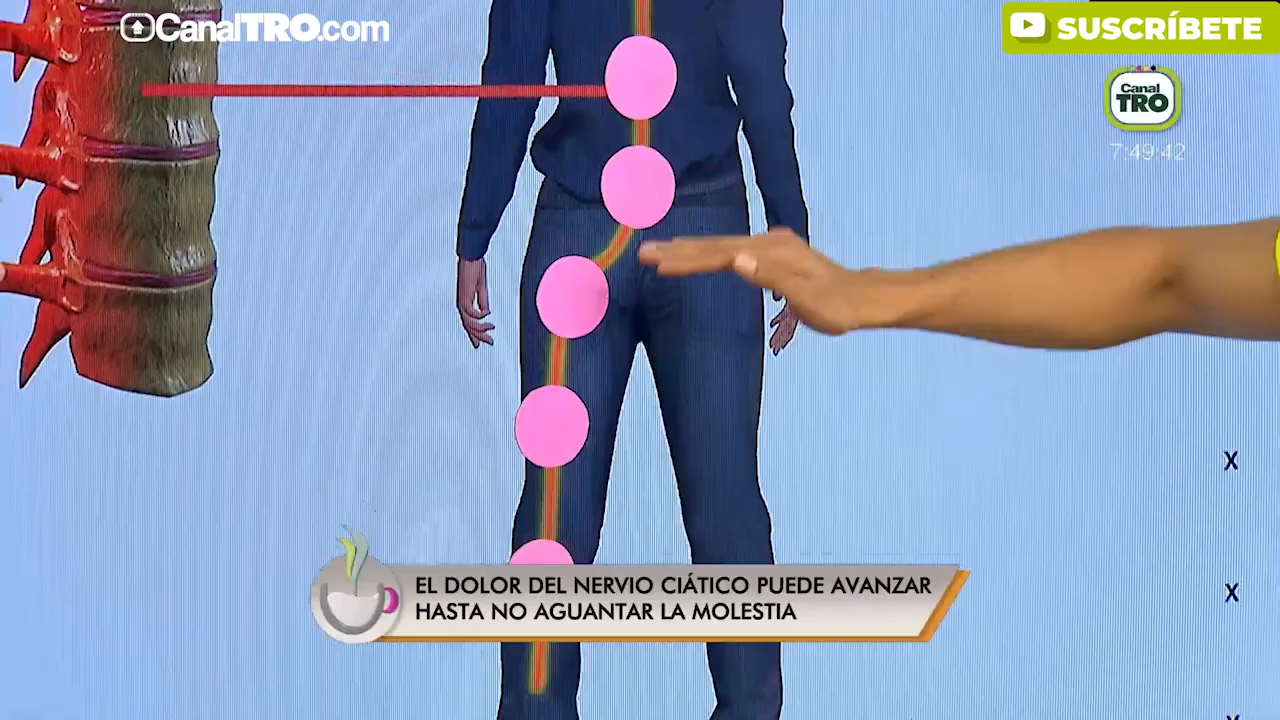 CanalTRO.com
SUSCRÍBETE
Canal
TRO
7:49:42
X
X
EL DOLOR DEL NERVIO CIÁTICO PUEDE AVANZAR
HASTA NO AGUANTAR LA MOLESTIA